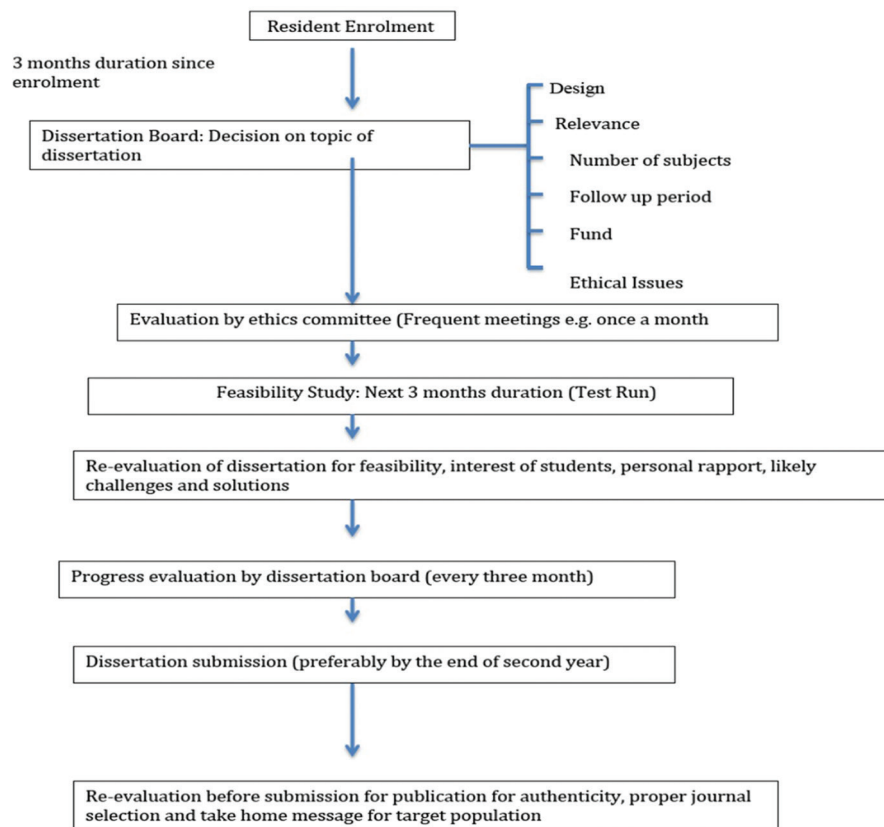 Resident Enrolment
3 months duration since
enrolment
Dissertation Board: Decision on topic of
dissertation
Design
Relevance
Number of subjects
Follow up period
Fund
Ethical Issues
Evaluation by ethics committee (Frequent meetings e.g. once a month
Feasibility Study: Next 3 months duration (Test Run)
Re-evaluation of dissertation for feasibility, interest of students, personal rapport, likely
challenges and solutions
Progress evaluation by dissertation board (every three month)
Dissertation submission (preferably by the end of second year)
Re-evaluation before submission for publication for authenticity, proper journal
selection and take home message for target population